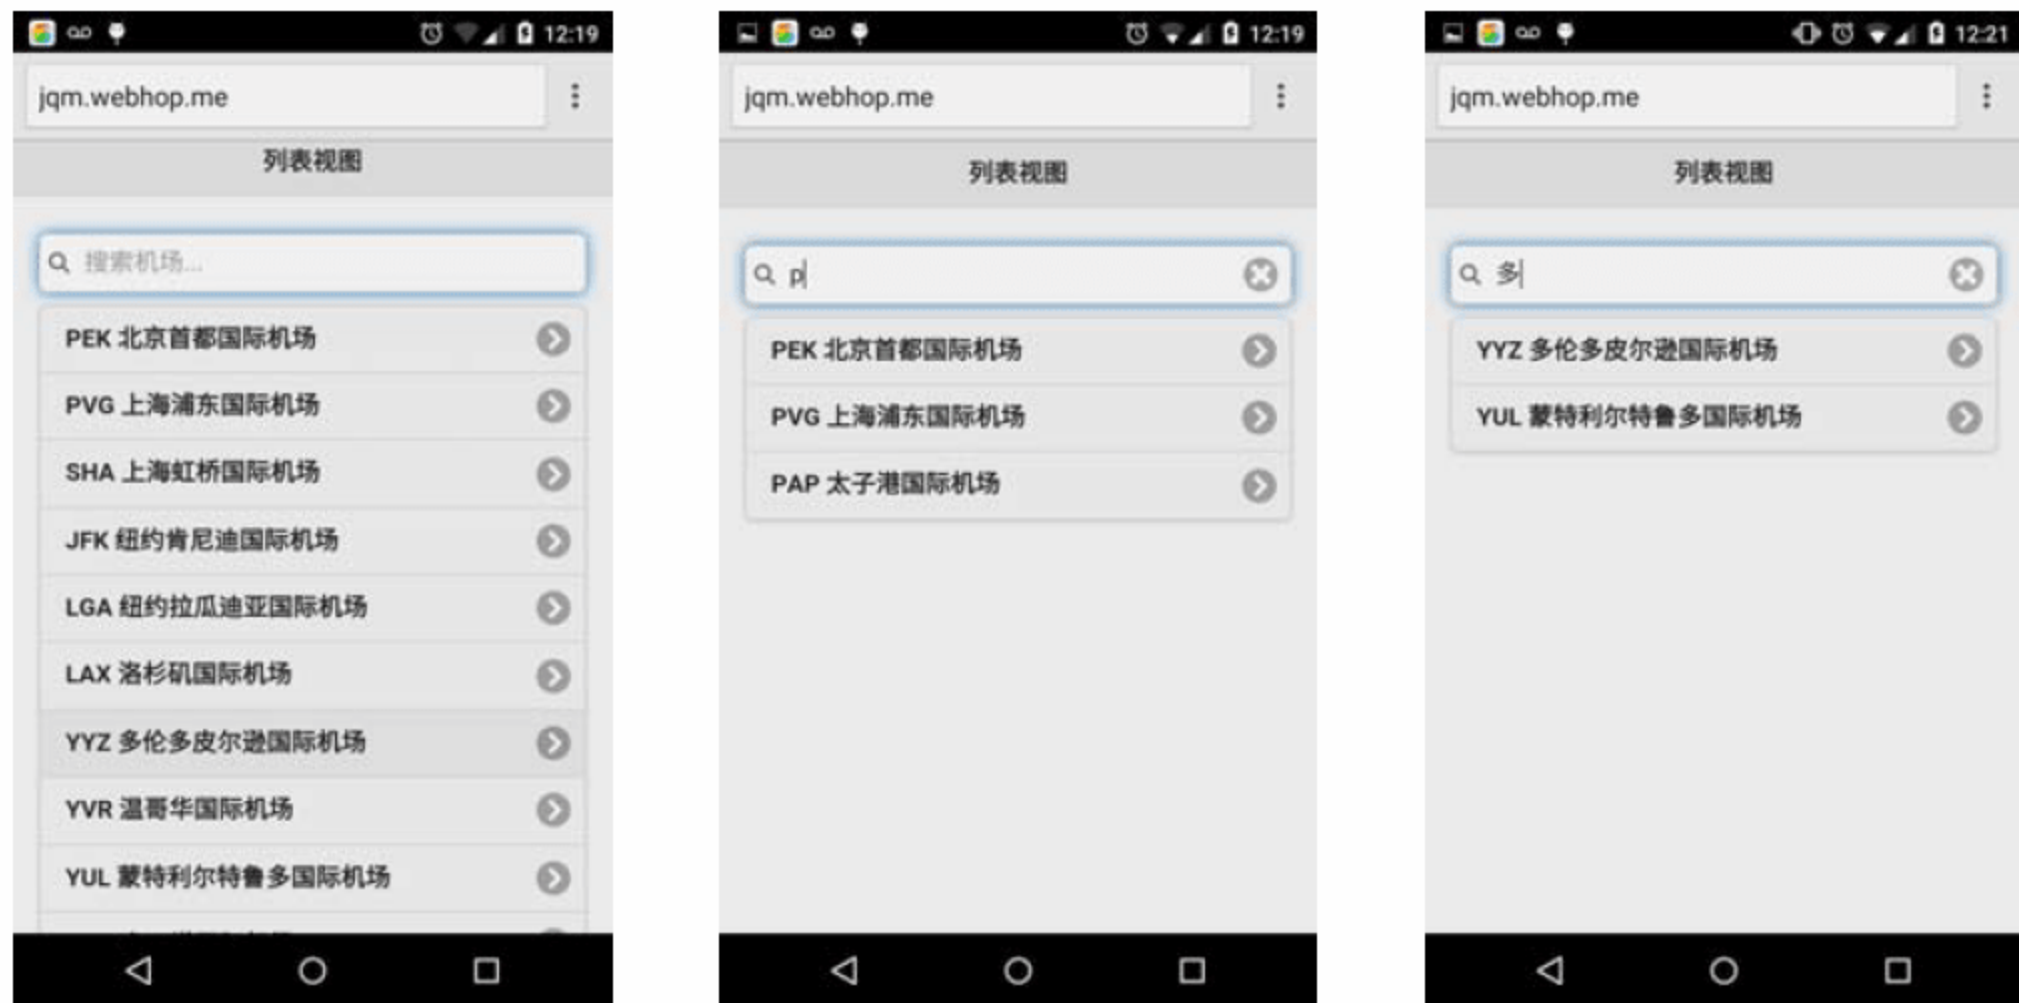 12:19
jqm.webhop.me
列表视图
搜索机场...
PEK 北京首都国际机场
PVG 上海浦东国际机场
SHA 上海虹桥国际机场
JFK 纽约肯尼迪国际机场
LGA 纽约拉瓜迪亚国际机场
LAX 洛杉矶国际机场
YYZ 多伦多皮尔逊国际机场
YVR 温哥华国际机场
YUL 蒙特利尔特鲁多国际机场
12:19
jqm.webhop.me
列表视图
p
PEK 北京首都国际机场
PVG 上海浦东国际机场
PAP 太子港国际机场
12:21
jqm.webhop.me
列表视图
多
YYZ 多伦多皮尔逊国际机场
YUL 蒙特利尔特鲁多国际机场